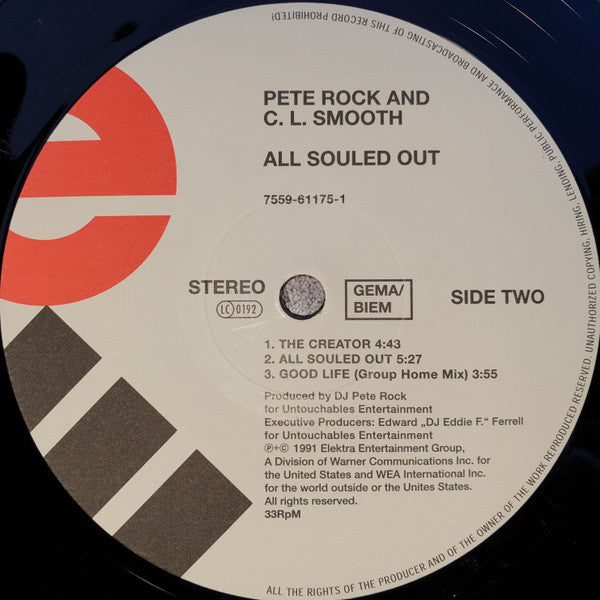 PETE ROCK AND
C. L. SMOOTH
ALL SOULED OUT
7559-61175-1
STEREO
LC 0192
GEMA/
BIEM
SIDE TWO
1. THE CREATOR 4:43
2. ALL SOULED OUT 5:27
3. GOOD LIFE (Group Home Mix) 3:55
Produced by DJ Pete Rock
for Untouchables Entertainment
Executive Producers: Edward „DJ Eddie F.“ Ferrell
for Untouchables Entertainment
℗+© 1991 Elektra Entertainment Group,
A Division of Warner Communications Inc. for
the United States and WEA International Inc.
for the world outside or the Unites States.
All rights reserved.
33RpM
ALL THE RIGHTS OF THE PRODUCER AND OF THE OWNER OF THE WORK REPRODUCED RESERVED. UNAUTHORIZED COPYING, HIRING, LENDING, PUBLIC PERFORMANCE AND BROADCASTING OF THIS RECORD PROHIBITED!
e